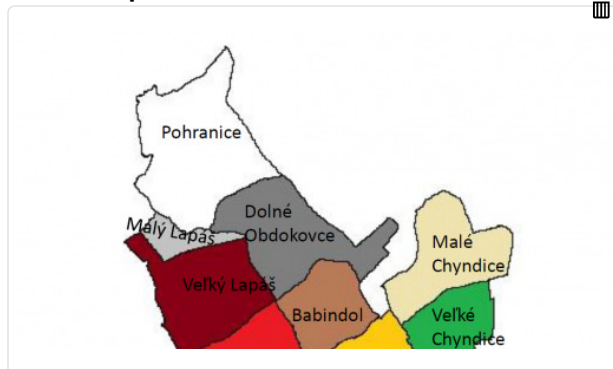 Pohranice
Dolné
Obdokovce
Malý Lapáš
Malé
Chyndice
Veľký Lapáš
Babindol
Veľké
Chyndice